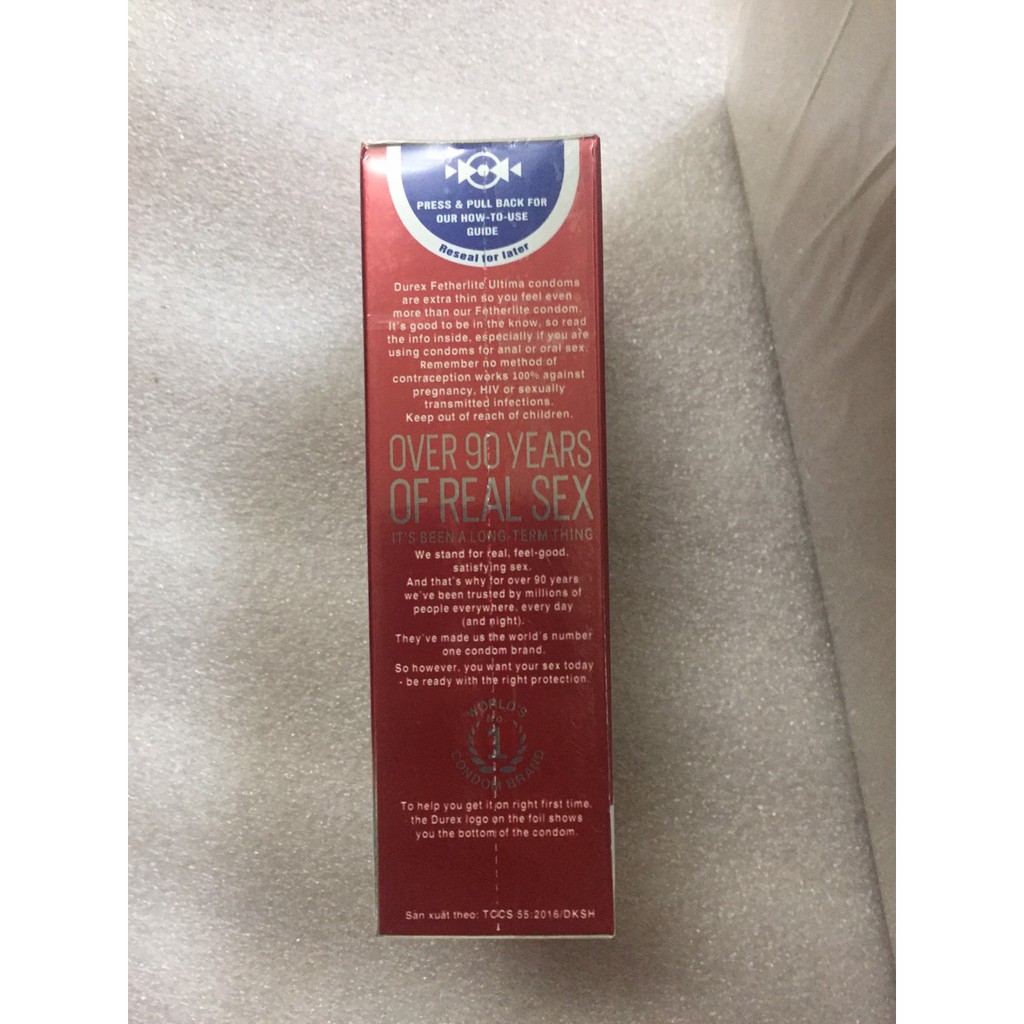 PRESS & PULL BACK FOR
OUR HOW-TO-USE
GUIDE
Reseal for later
Durex Fetherlite Ultima condoms
are extra thin so you feel even
more than our Fetherlite condom.
It's good to be in the know, so read
the info inside, especially if you are
using condoms for anal or oral sex.
Remember no method of
contraception works 100% against
pregnancy, HIV or sexually
transmitted infections.
Keep out of reach of children.
OVER 90 YEARS
OF REAL SEX
IT'S BEEN A LONG-TERM THING
We stand for real, feel-good,
satisfying sex.
And that's why for over 90 years
we've been trusted by millions of
people everywhere, every day
(and night).
They've made us the world's number
one condom brand.
So however, you want your sex today
- be ready with the right protection.
WORLD'S
No
1
CONDOM BRAND
To help you get it on right first time,
the Durex logo on the foil shows
you the bottom of the condom.
Sản xuất theo: TCCS 55:2016/DKSH